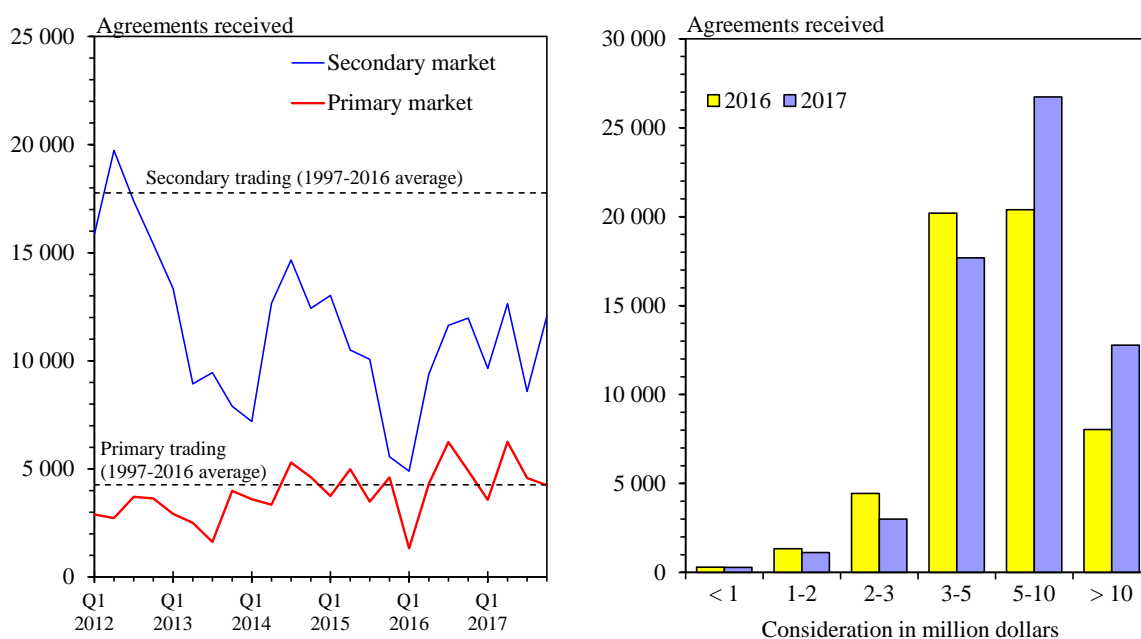 Agreements received
25 000
20 000
15 000
10 000
5 000
0
Secondary market
Primary market
Secondary trading (1997-2016 average)
Primary trading
(1997-2016 average)
Q1 Q1 Q1 Q1 Q1 Q1
2012 2013 2014 2015 2016 2017
Agreements received
30 000
25 000
20 000
15 000
10 000
5 000
0
2016 2017
< 1 1-2 2-3 3-5 5-10 > 10
Consideration in million dollars